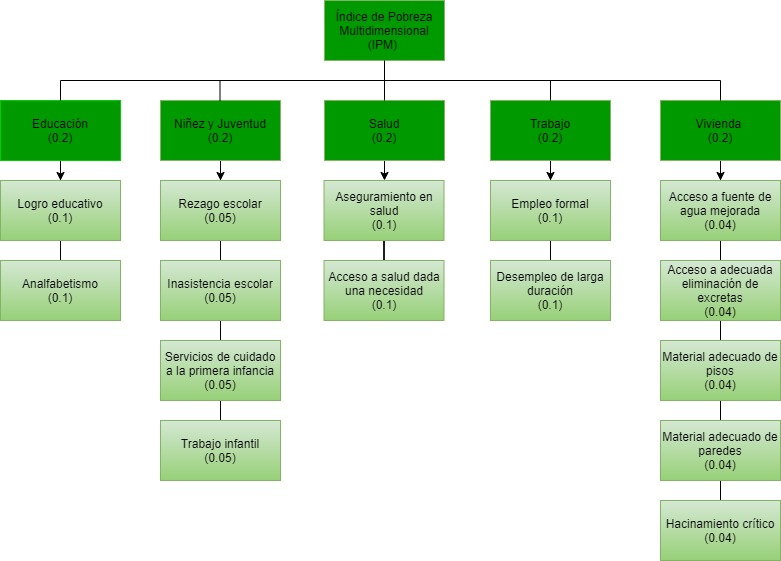 Índice de Pobreza
Multidimensional
(IPM)
Educación
(0.2)
Niñez y Juventud
(0.2)
Salud
(0.2)
Trabajo
(0.2)
Vivienda
(0.2)
Logro educativo
(0.1)
Analfabetismo
(0.1)
Rezago escolar
(0.05)
Inasistencia escolar
(0.05)
Servicios de cuidado
a la primera infancia
(0.05)
Trabajo infantil
(0.05)
Aseguramiento en
salud
(0.1)
Acceso a salud dada
una necesidad
(0.1)
Empleo formal
(0.1)
Desempleo de larga
duración
(0.1)
Acceso a fuente de
agua mejorada
(0.04)
Acceso a adecuada
eliminación de
excretas
(0.04)
Material adecuado de
pisos
(0.04)
Material adecuado de
paredes
(0.04)
Hacinamiento crítico
(0.04)